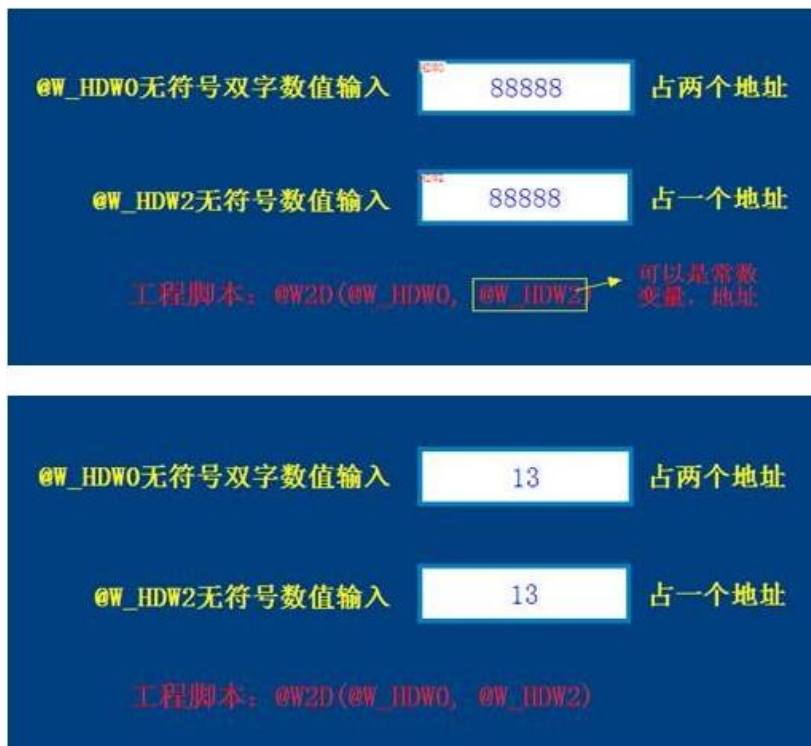 @W_HDW0无符号双字数值输入 88888 占两个地址
HDW0
@W_HDW2无符号数值输入 88888 占一个地址
HDW2
工程脚本：@W2D(@W_HDW0, @W_HDW2)
可以是常数
变量，地址
@W_HDW0无符号双字数值输入 13 占两个地址
@W_HDW2无符号数值输入 13 占一个地址
工程脚本：@W2D(@W_HDW0, @W_HDW2)